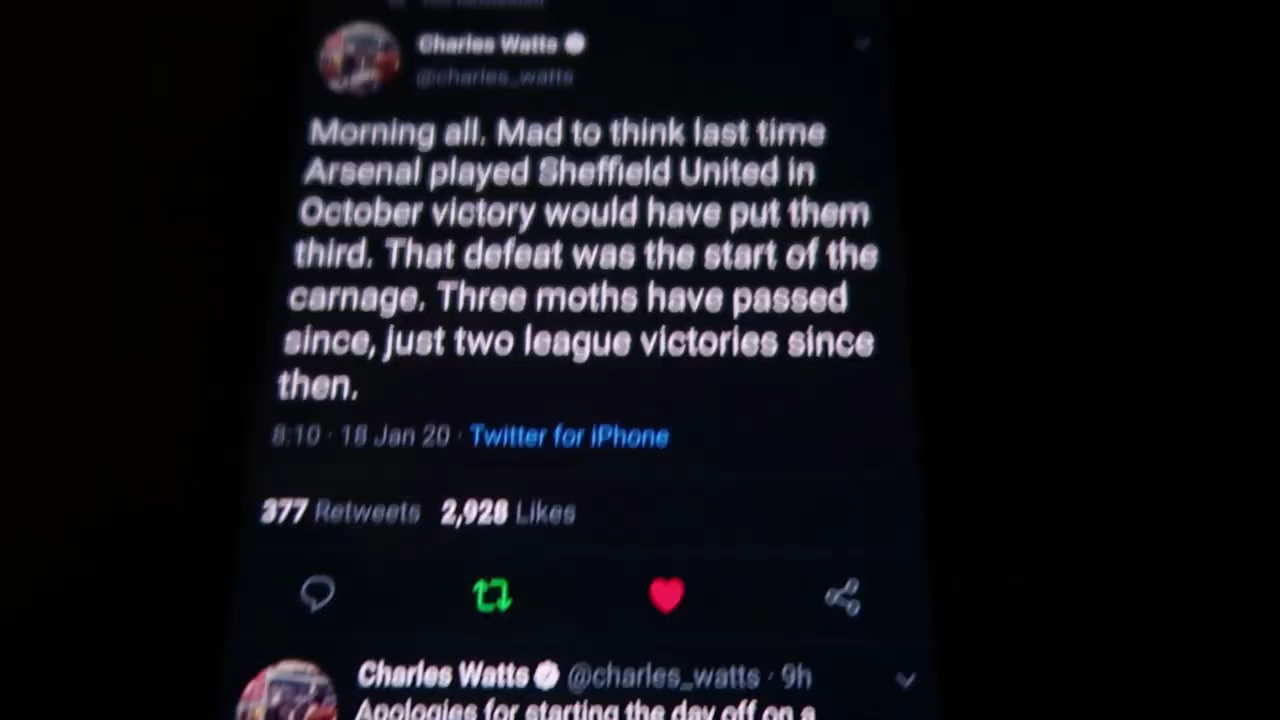 Charles Watts
@charles_watts
Morning all. Mad to think last time
Arsenal played Sheffield United in
October victory would have put them
third. That defeat was the start of the
carnage. Three moths have passed
since, just two league victories since
then.
8:10 · 18 Jan 20 · Twitter for iPhone
377 Retweets 2,928 Likes
Charles Watts @charles_watts · 9h
Apologies for starting the day off on a